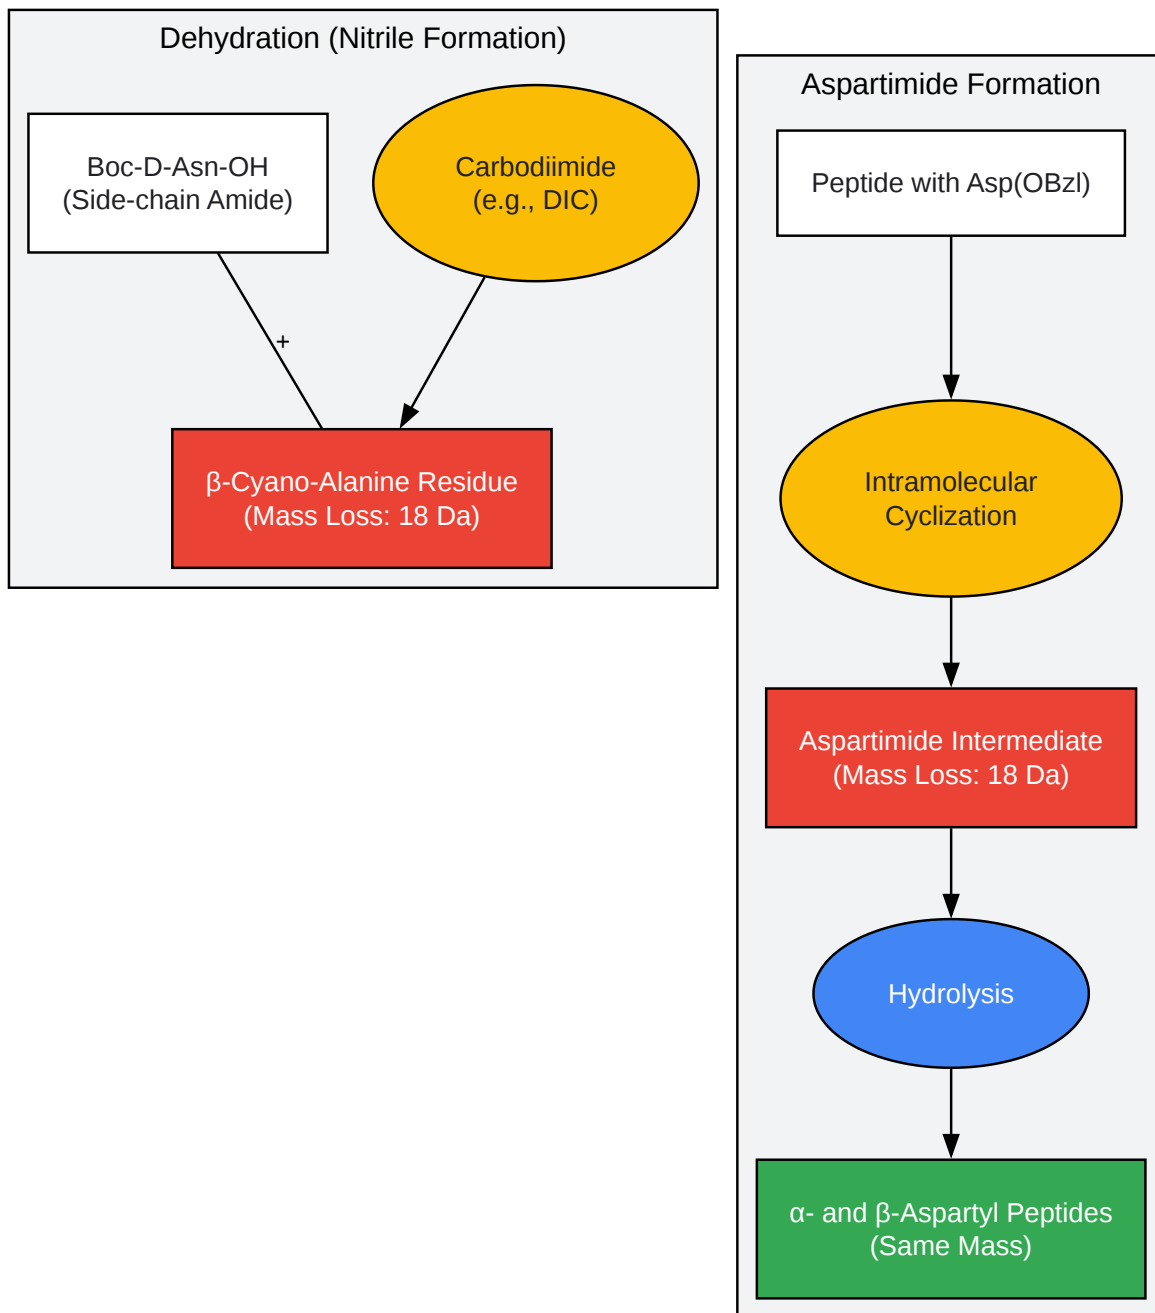 Dehydration (Nitrile Formation)
Boc-D-Asn-OH
(Side-chain Amide)
Carbodiimide
(e.g., DIC)
+
β-Cyano-Alanine Residue
(Mass Loss: 18 Da)
Aspartimide Formation
Peptide with Asp(OBzl)
Intramolecular
Cyclization
Aspartimide Intermediate
(Mass Loss: 18 Da)
Hydrolysis
α- and β-Aspartyl Peptides
(Same Mass)